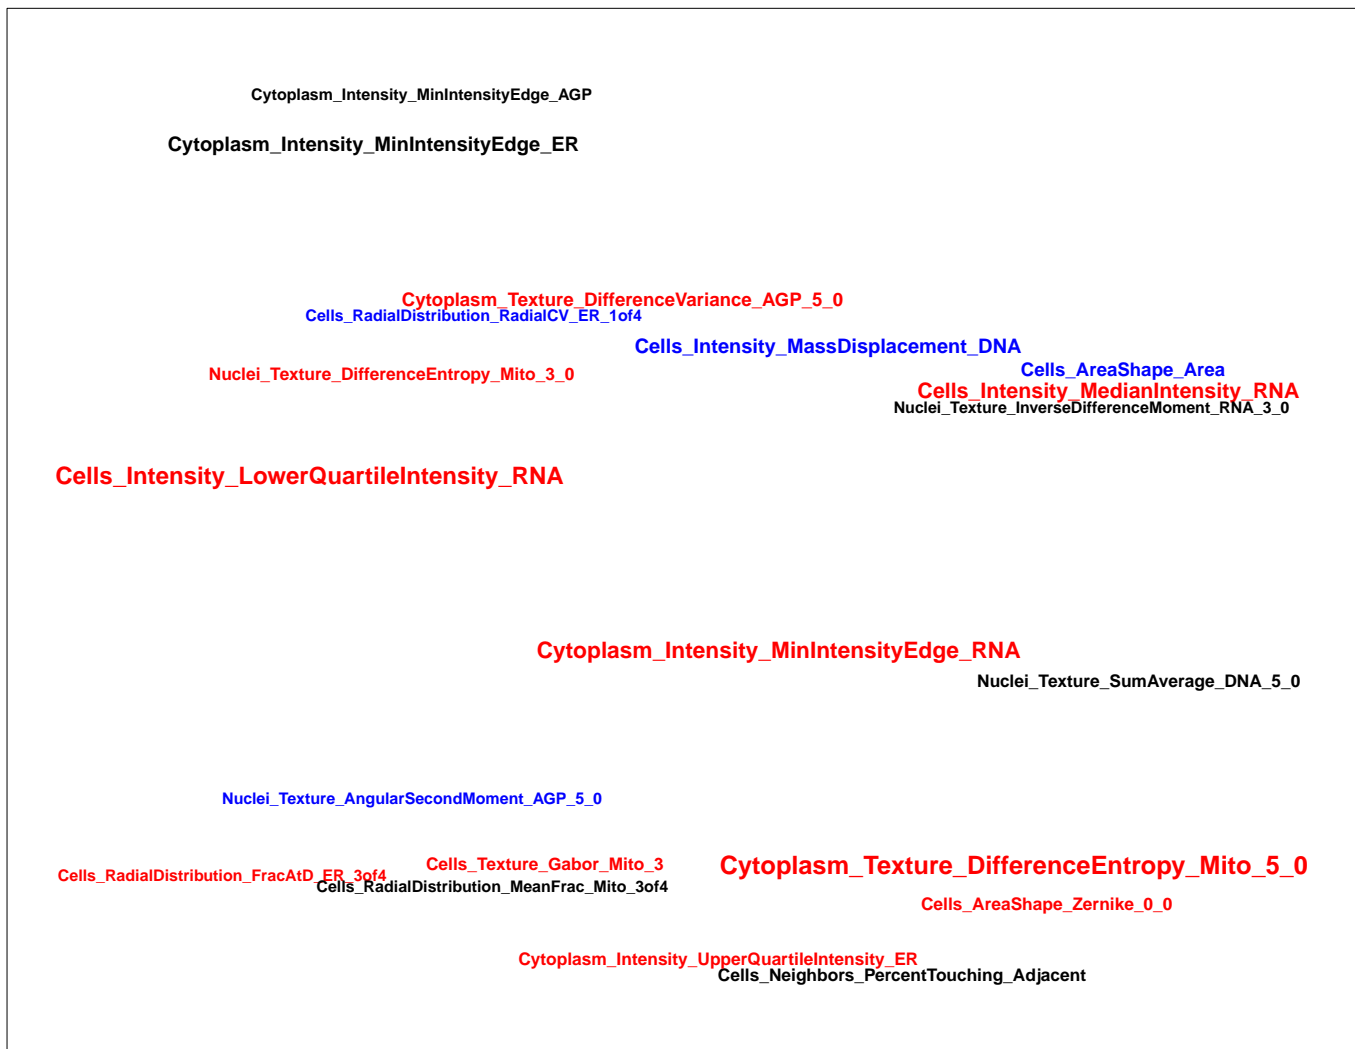 Cytoplasm_Intensity_MinIntensityEdge_AGP
Cytoplasm_Intensity_MinIntensityEdge_ER
Cytoplasm_Texture_DifferenceVariance_AGP_5_0
Cells_RadialDistribution_RadialCV_ER_1of4
Cells_Intensity_MassDisplacement_DNA
Cells_AreaShape_Area
Nuclei_Texture_DifferenceEntropy_Mito_3_0
Cells_Intensity_MedianIntensity_RNA
Nuclei_Texture_InverseDifferenceMoment_RNA_3_0
Cells_Intensity_LowerQuartileIntensity_RNA
Cytoplasm_Intensity_MinIntensityEdge_RNA
Nuclei_Texture_SumAverage_DNA_5_0
Nuclei_Texture_AngularSecondMoment_AGP_5_0
Cells_Texture_Gabor_Mito_3
Cytoplasm_Texture_DifferenceEntropy_Mito_5_0
Cells_RadialDistribution_FracAtD_ER_3of4
Cells_RadialDistribution_MeanFrac_Mito_3of4
Cells_AreaShape_Zernike_0_0
Cytoplasm_Intensity_UpperQuartileIntensity_ER
Cells_Neighbors_PercentTouching_Adjacent